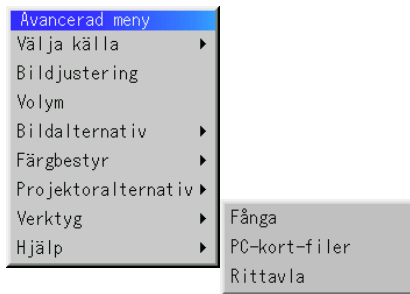 Avancerad meny
Välja källa
Bildjustering
Volym
Bildalternativ
Färgbestyr
Projektoralternativ
Verktyg
Hjälp
Fånga
PC-kort-filer
Rittavla